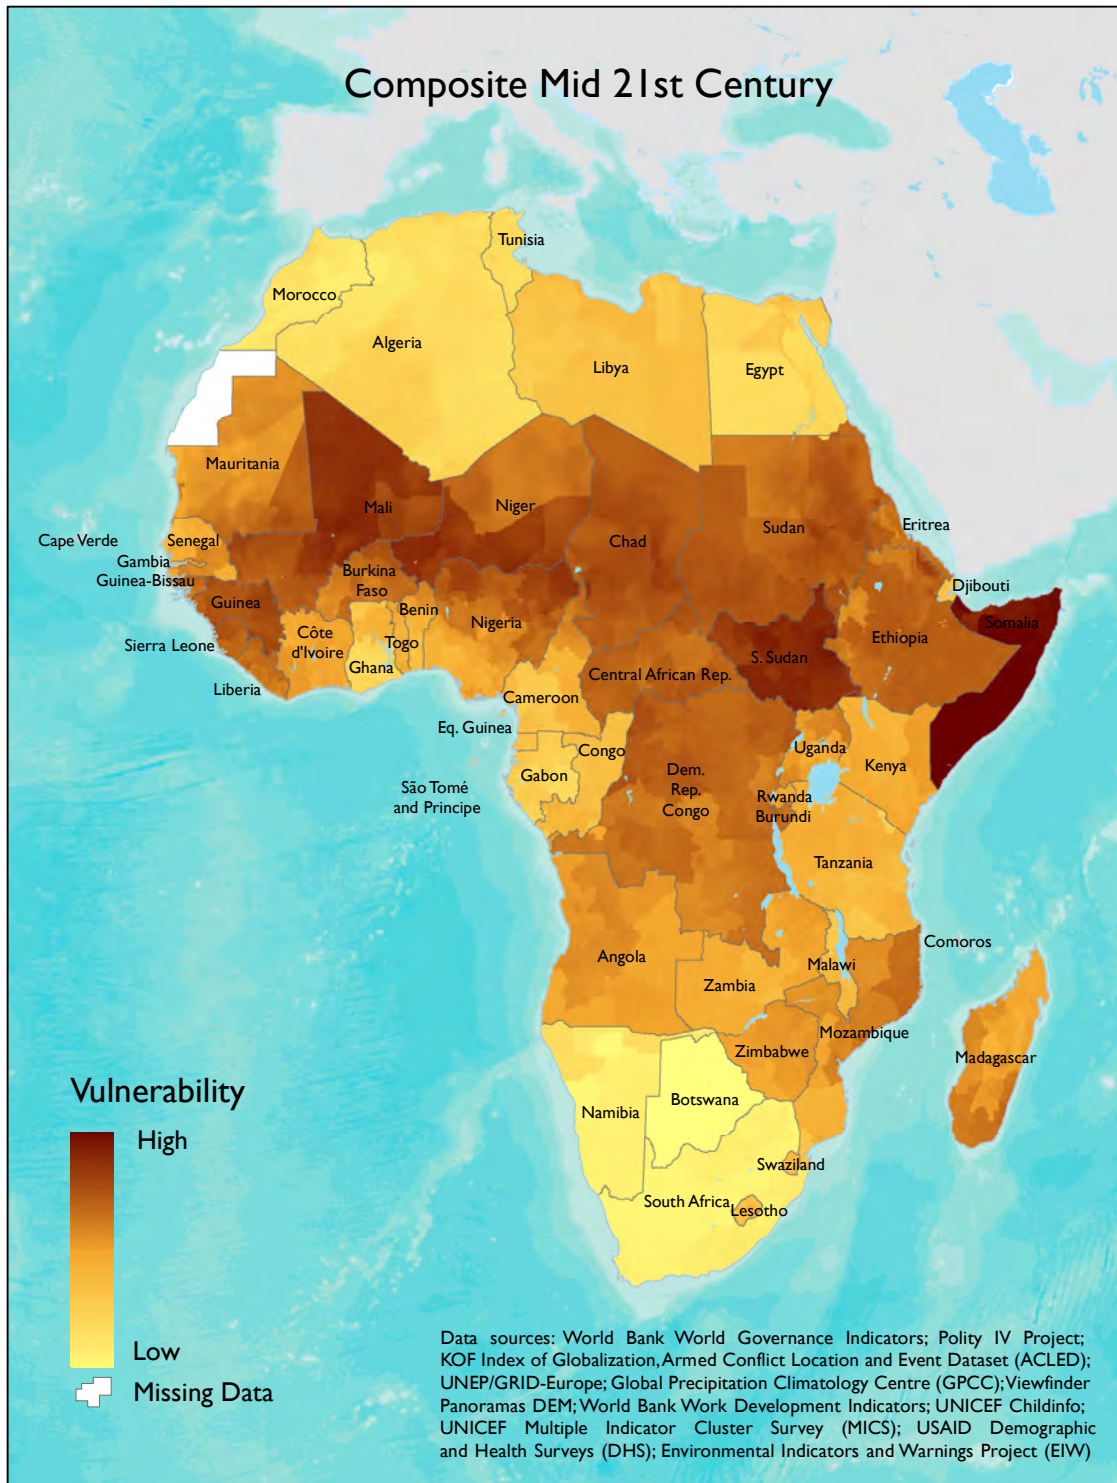 Composite Mid 21st Century
Tunisia
Morocco
Algeria
Libya
Egypt
Mauritania
Mali
Niger
Chad
Sudan
Eritrea
Cape Verde
Senegal
Gambia
Guinea-Bissau
Burkina
Faso
Djibouti
Guinea
Benin
Nigeria
Somalia
Côte
d'Ivoire
Togo
Ethiopia
Sierra Leone
Ghana
S. Sudan
Central African Rep.
Liberia
Cameroon
Eq. Guinea
Congo
Uganda
Kenya
Gabon
Dem.
Rep.
Congo
São Tomé
and Principe
Rwanda
Burundi
Tanzania
Comoros
Angola
Malawi
Zambia
Mozambique
Zimbabwe
Madagascar
Namibia
Botswana
Swaziland
South Africa
Lesotho
Vulnerability
High
Low
Missing Data
Data sources: World Bank World Governance Indicators; Polity IV Project;
KOF Index of Globalization, Armed Conflict Location and Event Dataset (ACLED);
UNEP/GRID-Europe; Global Precipitation Climatology Centre (GPCC); Viewfinder
Panoramas DEM; World Bank Work Development Indicators; UNICEF Childinfo;
UNICEF Multiple Indicator Cluster Survey (MICS); USAID Demographic
and Health Surveys (DHS); Environmental Indicators and Warnings Project (EIW)